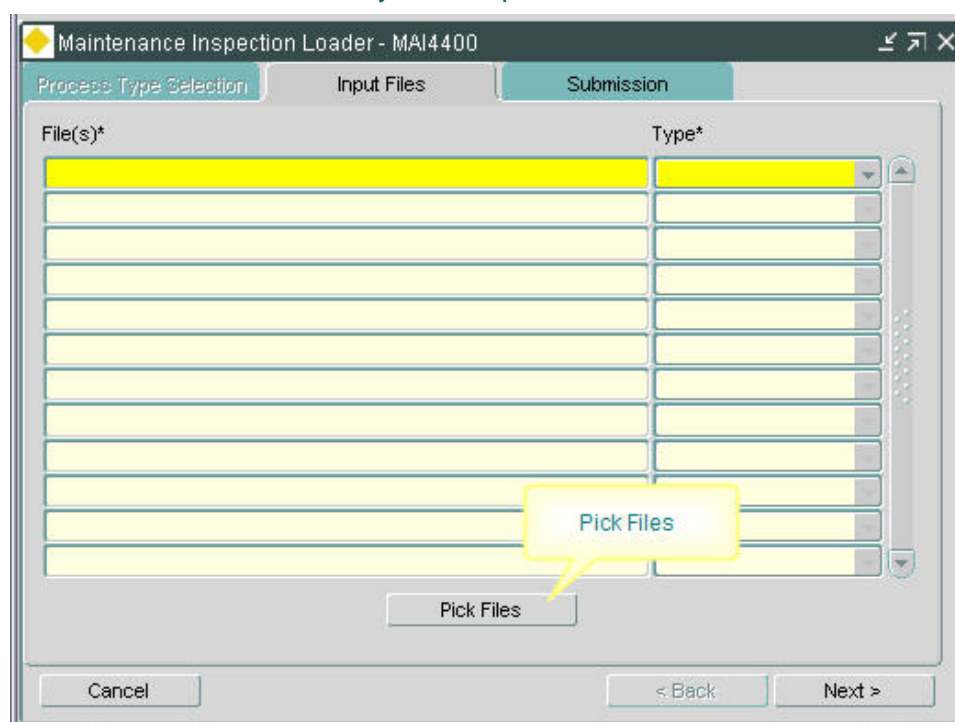 Maintenance Inspection Loader - MAI4400
Process Type Selection Input Files Submission
File(s)* Type*
Pick Files
Pick Files
Cancel < Back Next >